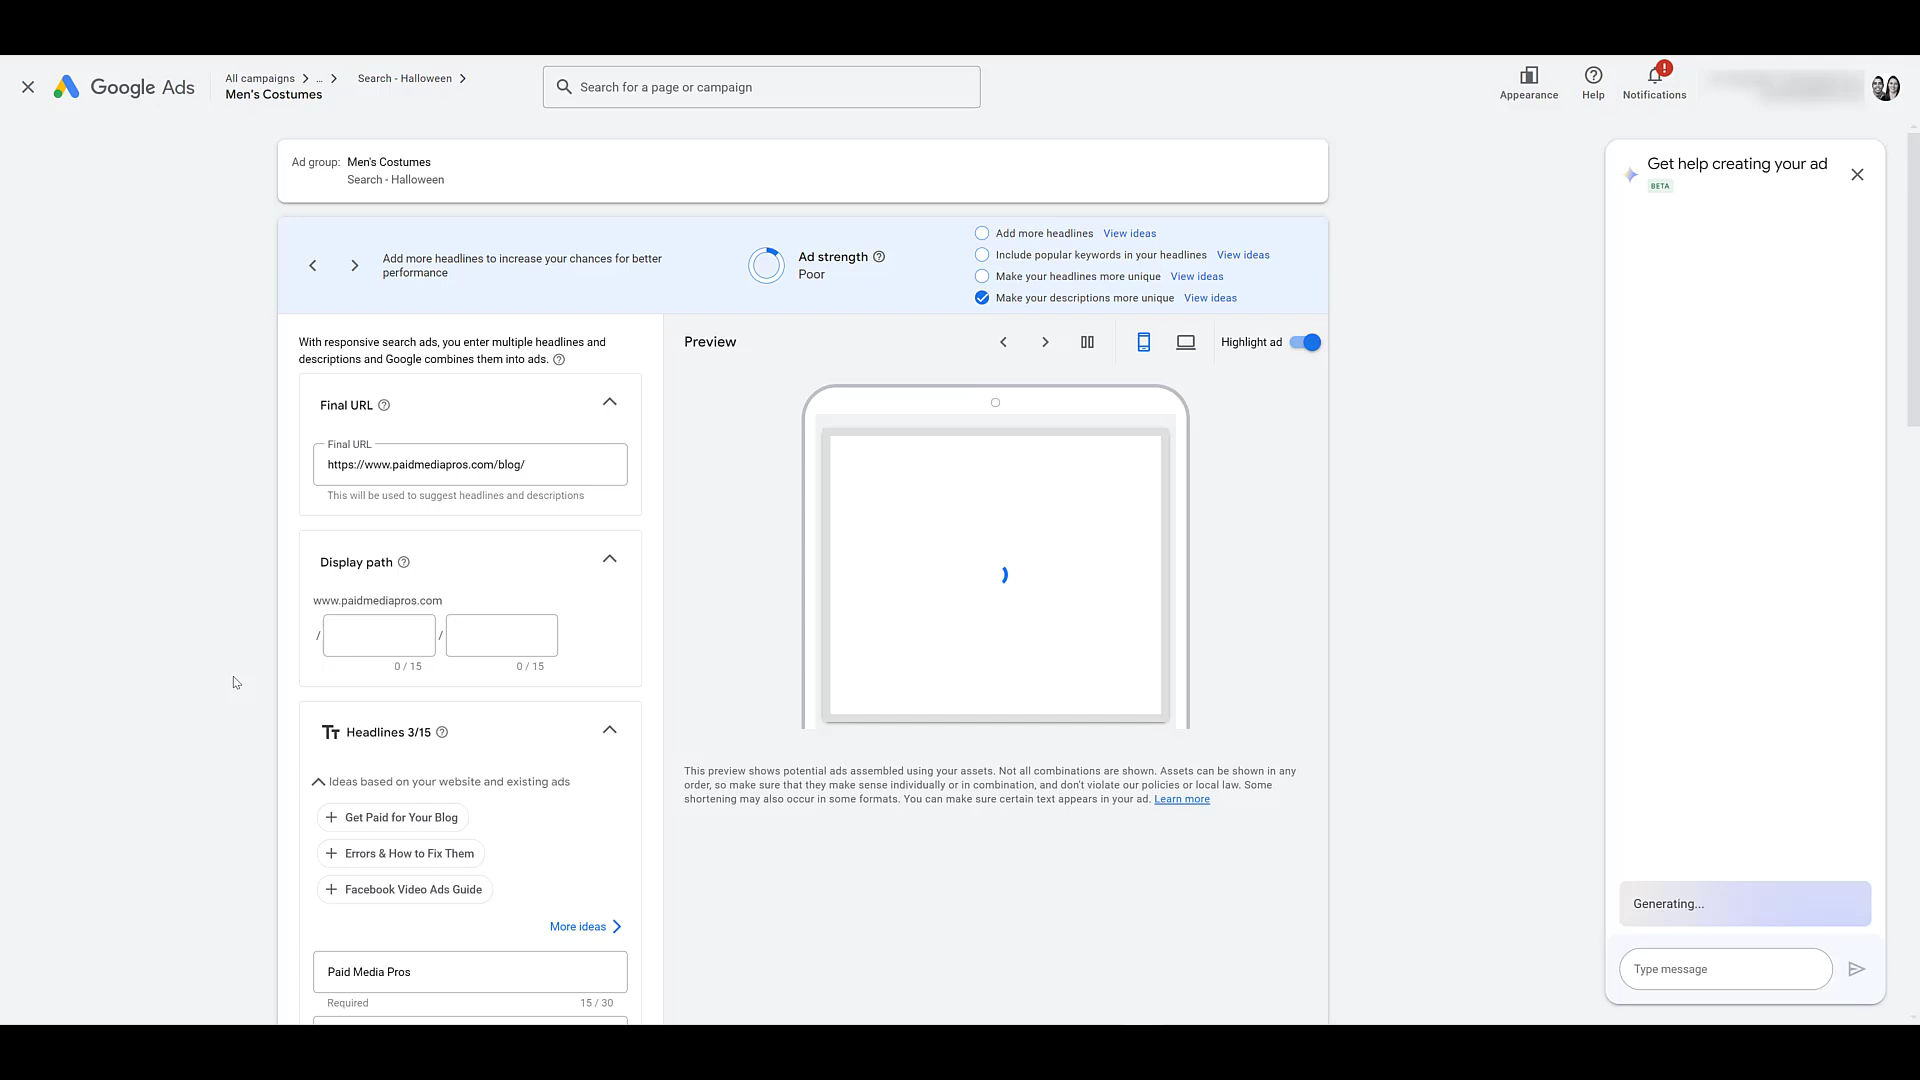 Google Ads
All campaigns
...
Search - Halloween
Men's Costumes
Search for a page or campaign
Appearance
Help
!
Notifications
Ad group: Men's Costumes
Search - Halloween
Add more headlines to increase your chances for better
performance
Ad strength
Poor
Add more headlines View ideas
Include popular keywords in your headlines View ideas
Make your headlines more unique View ideas
Make your descriptions more unique View ideas
With responsive search ads, you enter multiple headlines and
descriptions and Google combines them into ads.
Final URL
Final URL
https://www.paidmediapros.com/blog/
This will be used to suggest headlines and descriptions
Display path
www.paidmediapros.com
/
/
0 / 15
0 / 15
Tт Headlines 3/15
Ideas based on your website and existing ads
Get Paid for Your Blog
Errors & How to Fix Them
Facebook Video Ads Guide
More ideas
Paid Media Pros
Required
15 / 30
Preview
Highlight ad
This preview shows potential ads assembled using your assets. Not all combinations are shown. Assets can be shown in any
order, so make sure that they make sense individually or in combination, and don't violate our policies or local law. Some
shortening may also occur in some formats. You can make sure certain text appears in your ad. Learn more
Get help creating your ad
BETA
Generating...
Type message